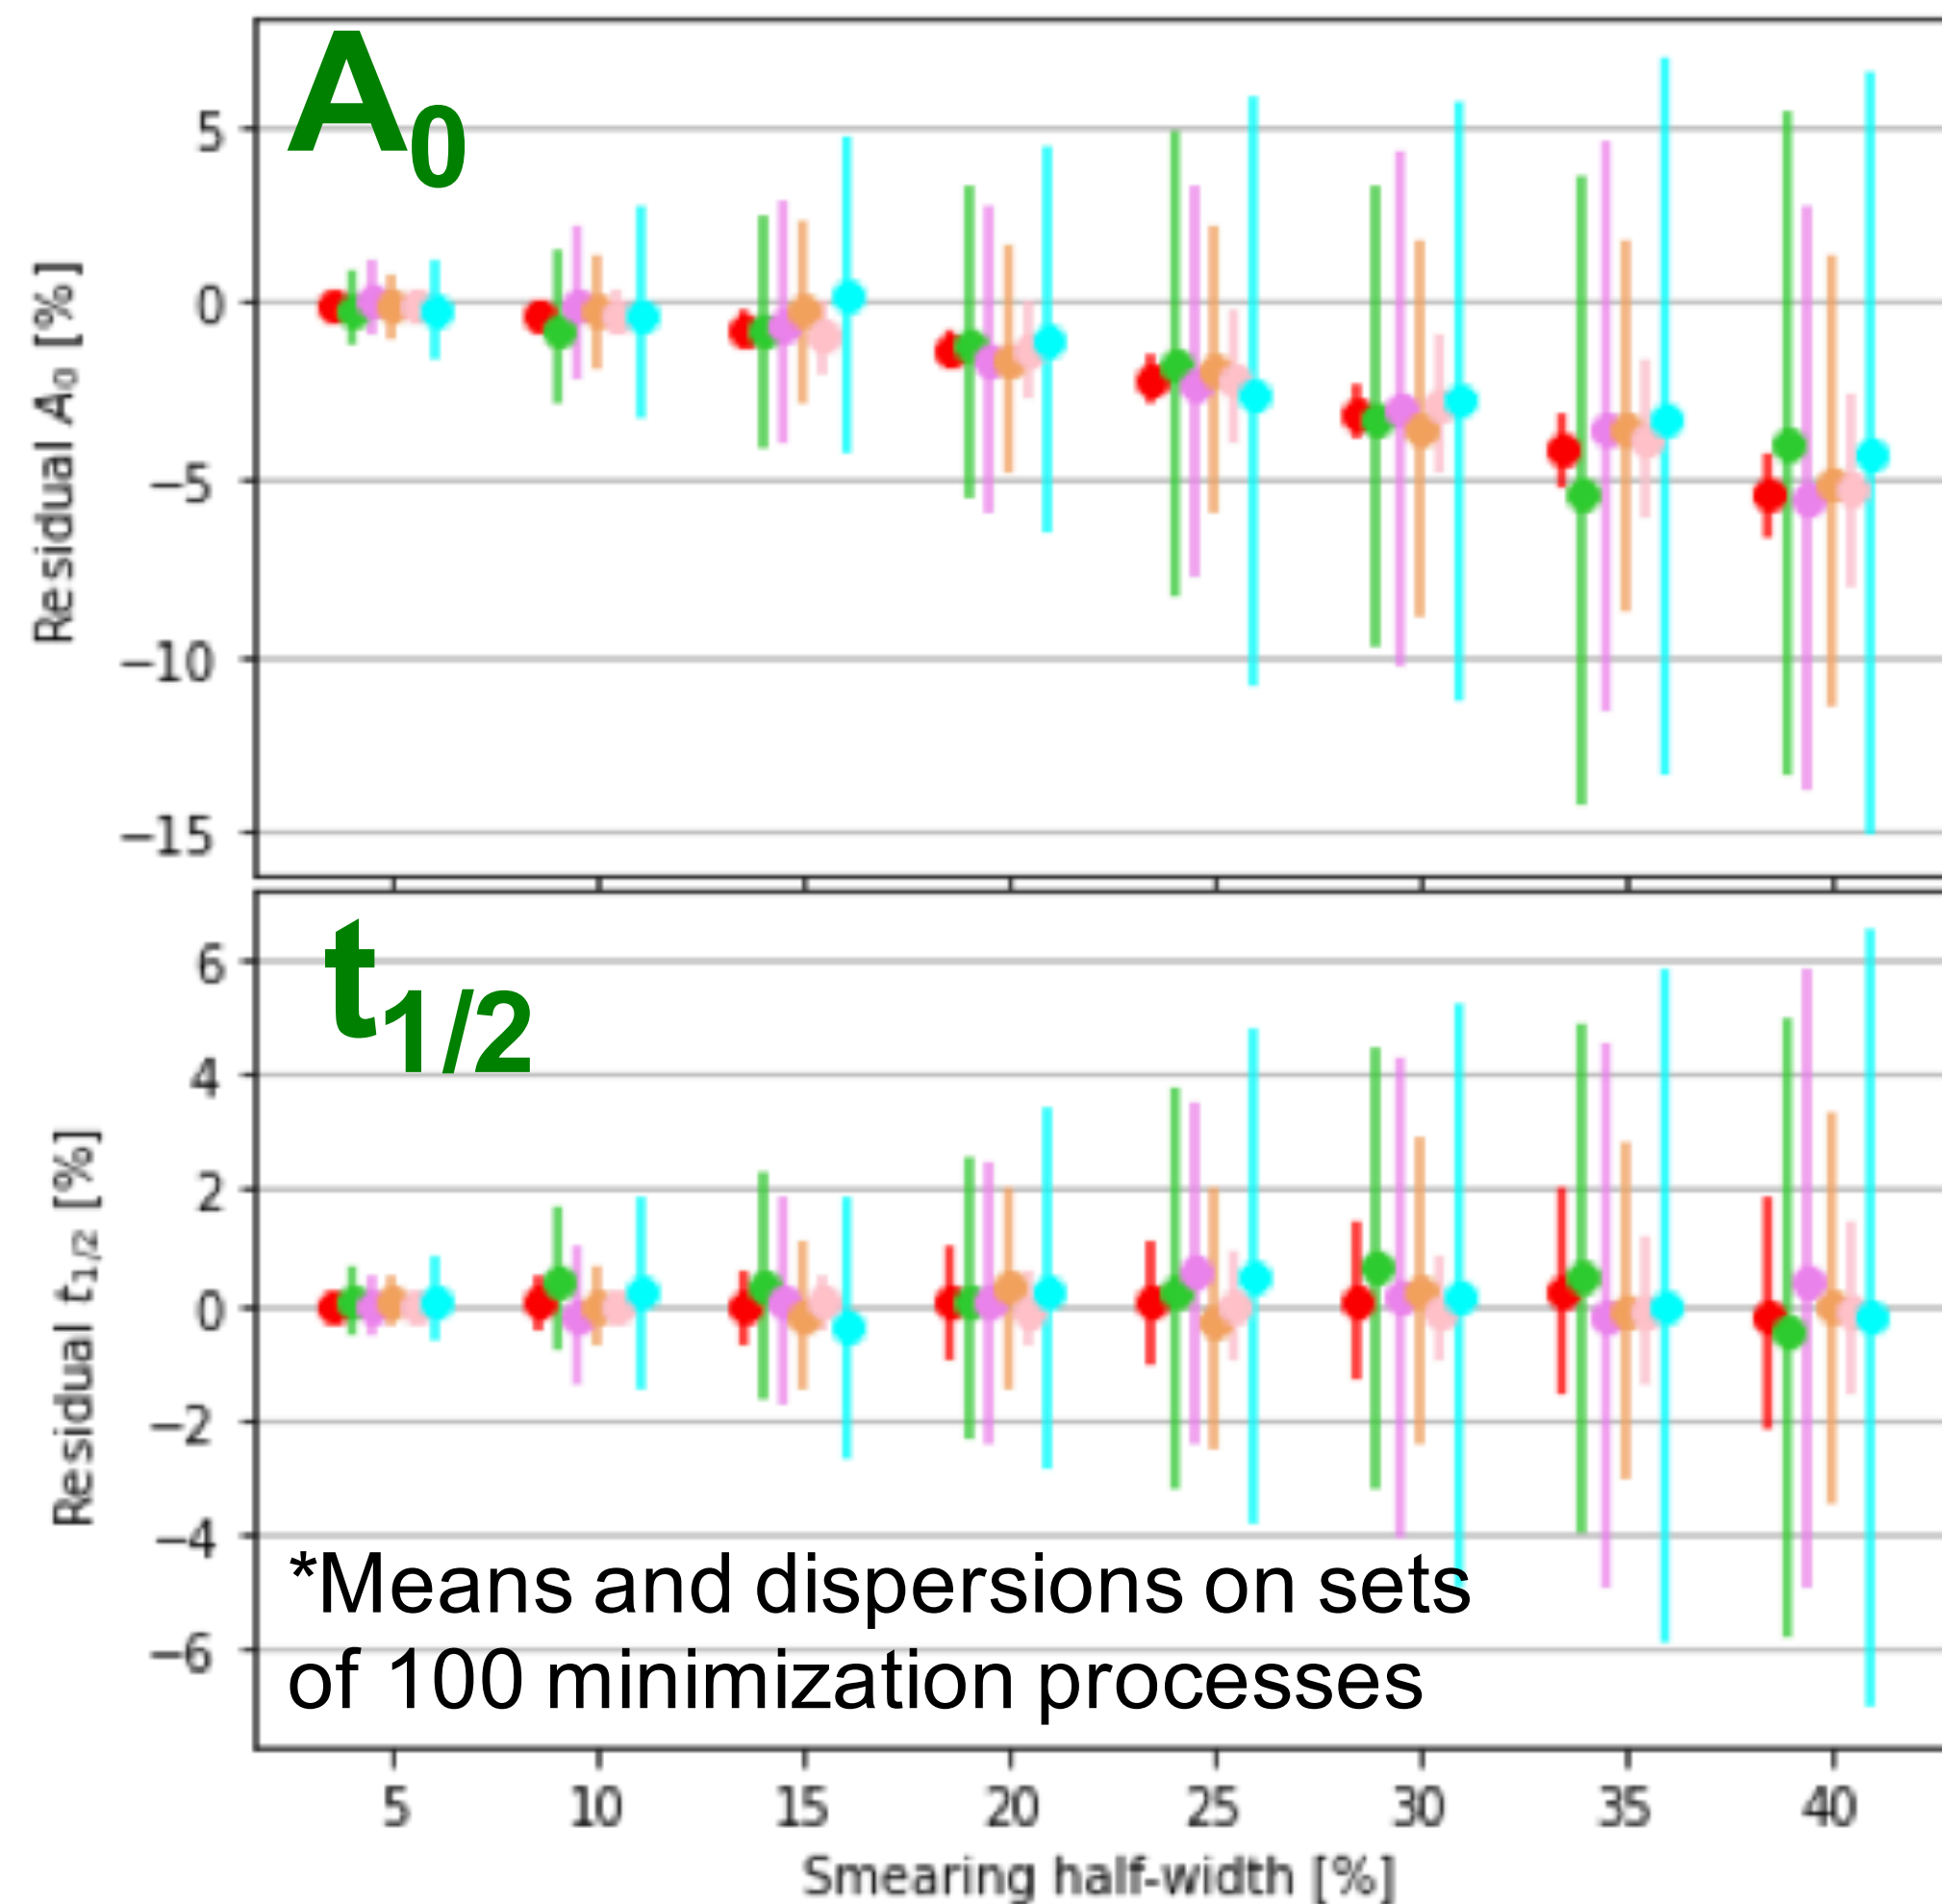 A₀
5
0
−5
−10
−15
Residual A₀ [%]
t₁/₂
6
4
2
0
−2
−4
−6
Residual t₁/₂ [%]
*Means and dispersions on sets
of 100 minimization processes
5 10 15 20 25 30 35 40
Smearing half-width [%]